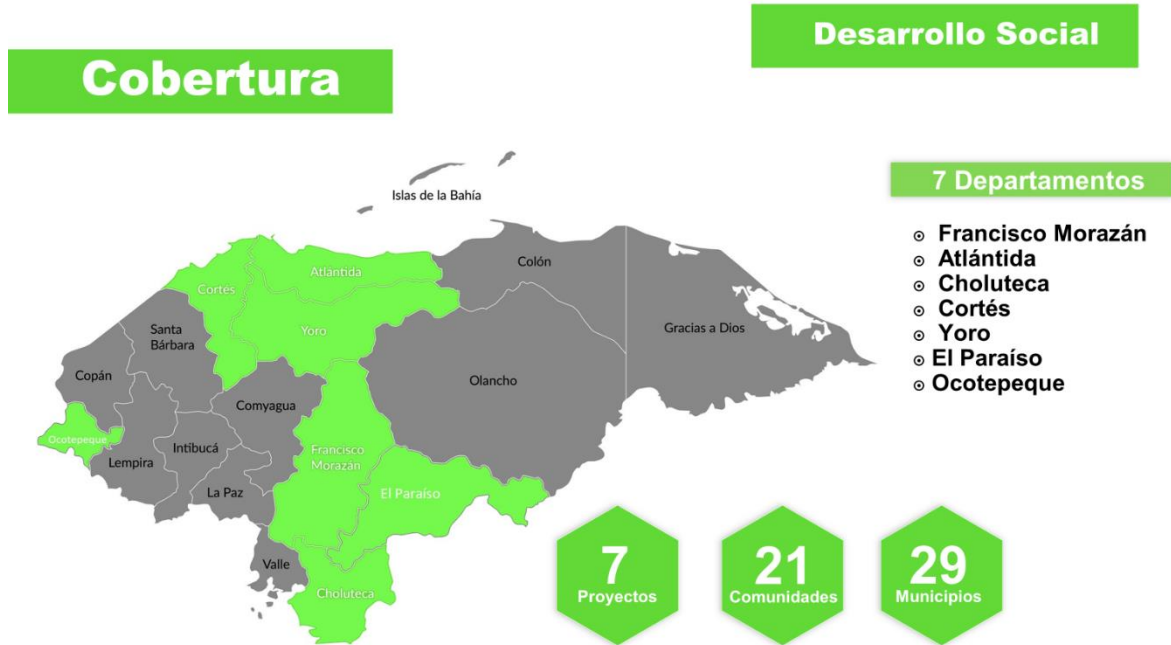 Desarrollo Social
Cobertura
Islas de la Bahía
7 Departamentos
Francisco Morazán
Atlántida
Choluteca
Cortés
Yoro
El Paraíso
Ocotepeque
Atlántida
Colón
Cortés
Yoro
Santa
Bárbara
Gracias a Dios
Copán
Olancho
Comyagua
Ocotepeque
Intibucá
Francisco
Morazán
Lempira
La Paz
El Paraíso
Valle
Choluteca
7
Proyectos
21
Comunidades
29
Municipios